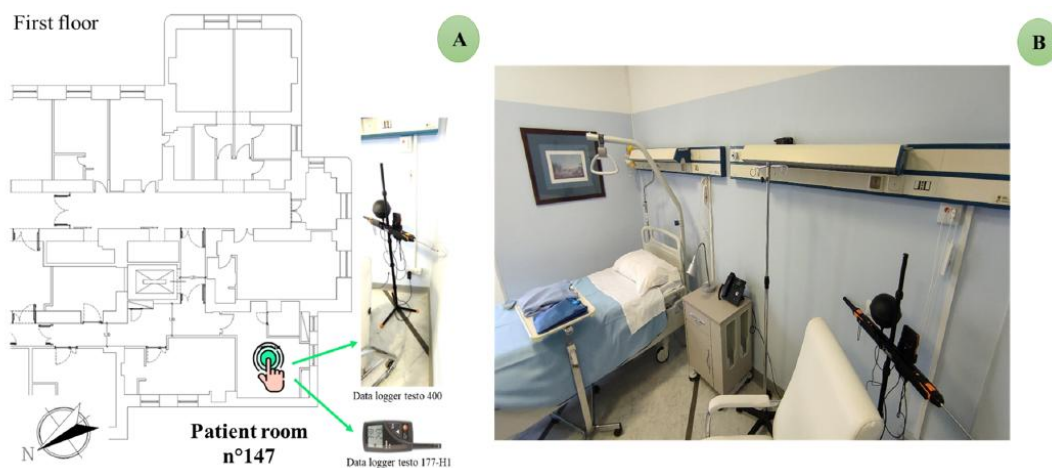 First floor
A
B
Data logger testo 400
Patient room
n°147
Data logger testo 177-H1